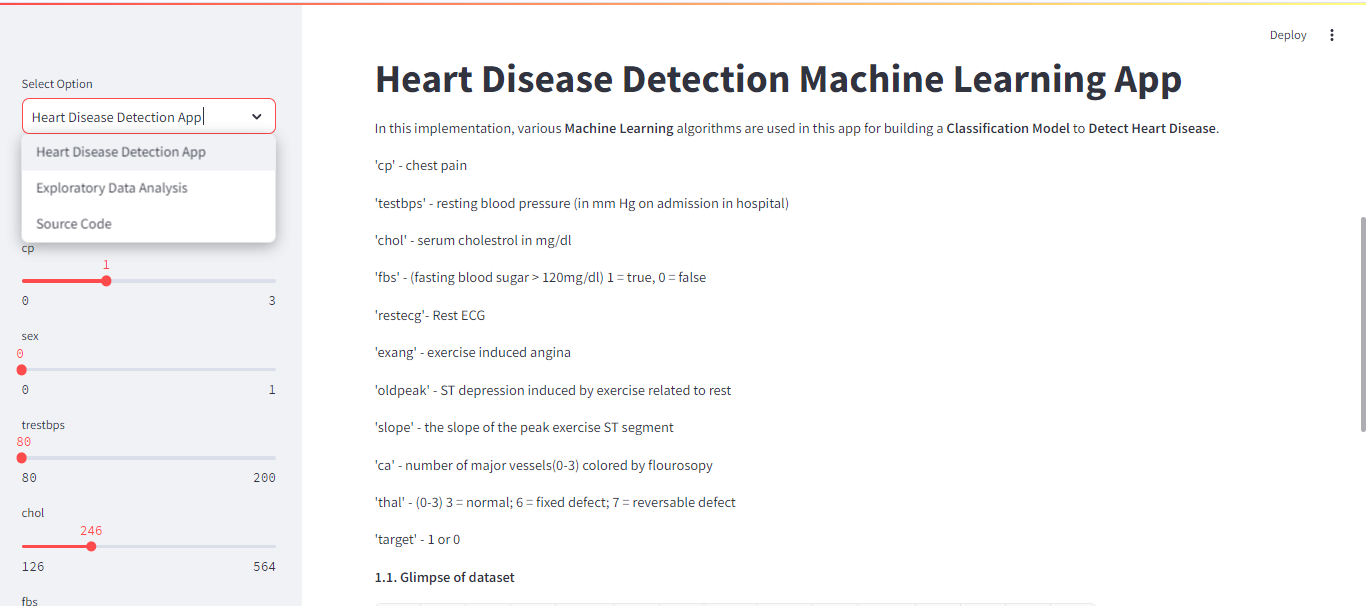 Deploy
Select Option
Heart Disease Detection App
Heart Disease Detection App
Exploratory Data Analysis
Source Code
cp
1
0 3
sex
0
0 1
trestbps
80
80 200
chol
246
126 564
fbs
Heart Disease Detection Machine Learning App
In this implementation, various Machine Learning algorithms are used in this app for building a Classification Model to Detect Heart Disease.
'cp' - chest pain
'testbps' - resting blood pressure (in mm Hg on admission in hospital)
'chol' - serum cholestrol in mg/dl
'fbs' - (fasting blood sugar > 120mg/dl) 1 = true, 0 = false
'restecg'- Rest ECG
'exang' - exercise induced angina
'oldpeak' - ST depression induced by exercise related to rest
'slope' - the slope of the peak exercise ST segment
'ca' - number of major vessels(0-3) colored by flourosopy
'thal' - (0-3) 3 = normal; 6 = fixed defect; 7 = reversable defect
'target' - 1 or 0
1.1. Glimpse of dataset